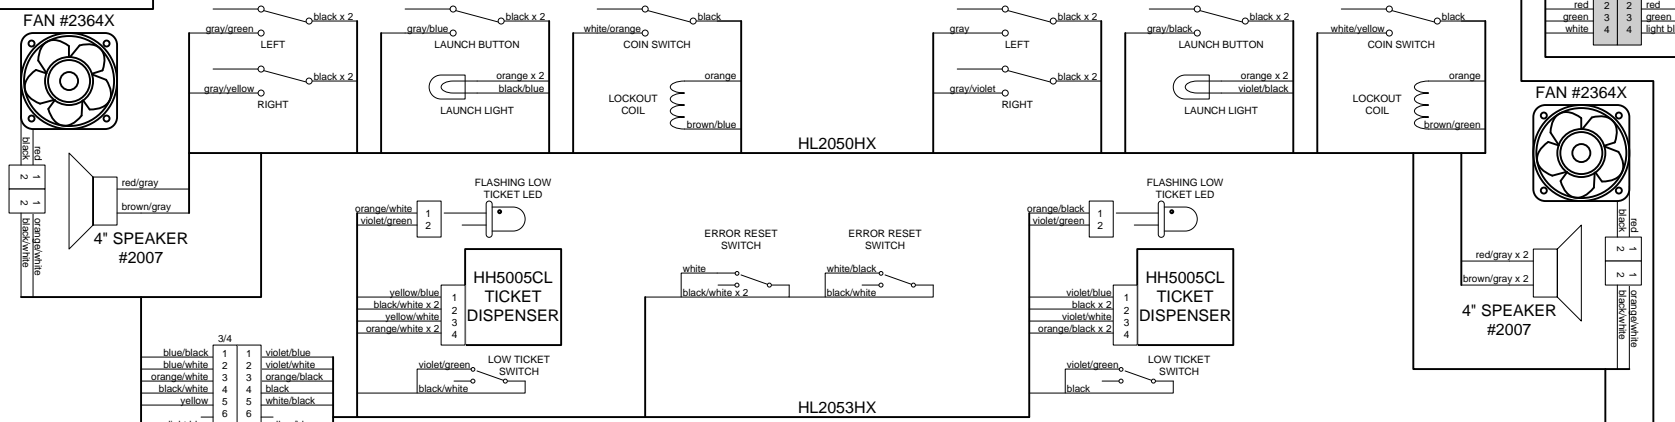 FAN #2364X
gray/green
LEFT
black x 2
gray/yellow
RIGHT
black x 2
gray/blue
LAUNCH BUTTON
black x 2
orange x 2
black/blue
LAUNCH LIGHT
white/orange
COIN SWITCH
black
LOCKOUT
COIL
orange
brown/blue
HL2050HX
gray
LEFT
black x 2
gray/violet
RIGHT
black x 2
gray/black
LAUNCH BUTTON
black x 2
orange x 2
violet/black
LAUNCH LIGHT
white/yellow
COIN SWITCH
black
LOCKOUT
COIL
orange
brown/green
red 2 2 red
green 3 3 green
white 4 4
FAN #2364X
black
red
2 1
2 1
black/white
orange/white
red/gray
brown/gray
4" SPEAKER
#2007
FLASHING LOW
TICKET LED
orange/white 1
violet/green 2
HH5005CL
TICKET
DISPENSER
yellow/blue 1
black/white x 2 2
yellow/white 3
orange/white x 2 4
violet/green
LOW TICKET
SWITCH
black/white
ERROR RESET
SWITCH
white
black/white x 2
ERROR RESET
SWITCH
white/black
black/white
FLASHING LOW
TICKET LED
orange/black 1
violet/green 2
HH5005CL
TICKET
DISPENSER
violet/blue 1
black x 2 2
violet/white 3
orange/black x 2 4
violet/green
LOW TICKET
SWITCH
black
HL2053HX
black
red
2 1
2 1
black/white
orange/white
red/gray x 2
brown/gray x 2
4" SPEAKER
#2007
3/4
blue/black 1 1 violet/blue
blue/white 2 2 violet/white
orange/white 3 3 orange/black
black/white 4 4 black
yellow 5 5 white/black
6 6